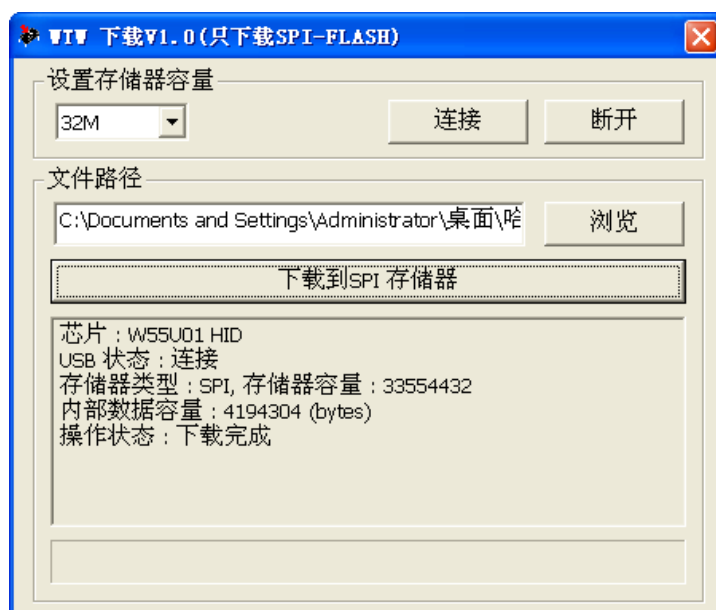 WTW 下载V1.0(只下载SPI-FLASH)
设置存储器容量
32M
连接
断开
文件路径
C:\Documents and Settings\Administrator\桌面\哈
浏览
下载到SPI 存储器
芯片：W55U01 HID
USB 状态：连接
存储器类型：SPI, 存储器容量：33554432
内部数据容量：4194304 (bytes)
操作状态：下载完成